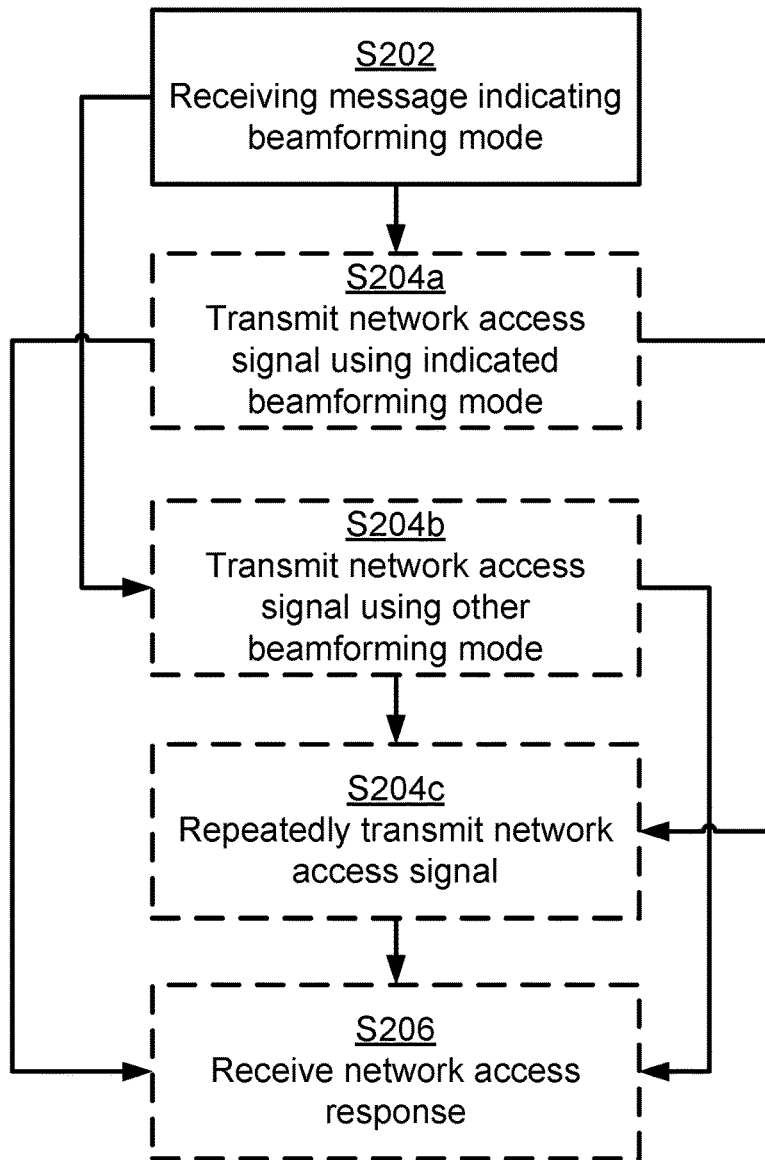 S202
Receiving message indicating
beamforming mode
S204a
Transmit network access
signal using indicated
beamforming mode
S204b
Transmit network access
signal using other
beamforming mode
S204c
Repeatedly transmit network
access signal
S206
Receive network access
response